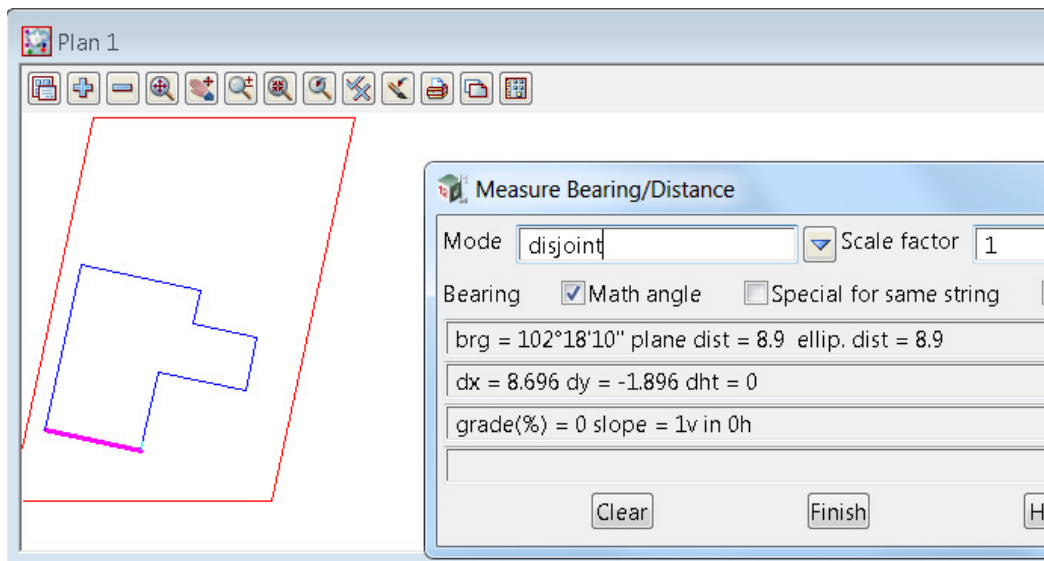 Plan 1
Measure Bearing/Distance
Mode disjoint Scale factor 1
Bearing Math angle Special for same string
brg = 102°18'10" plane dist = 8.9 ellip. dist = 8.9
dx = 8.696 dy = -1.896 dht = 0
grade(%) = 0 slope = 1v in 0h
Clear Finish H